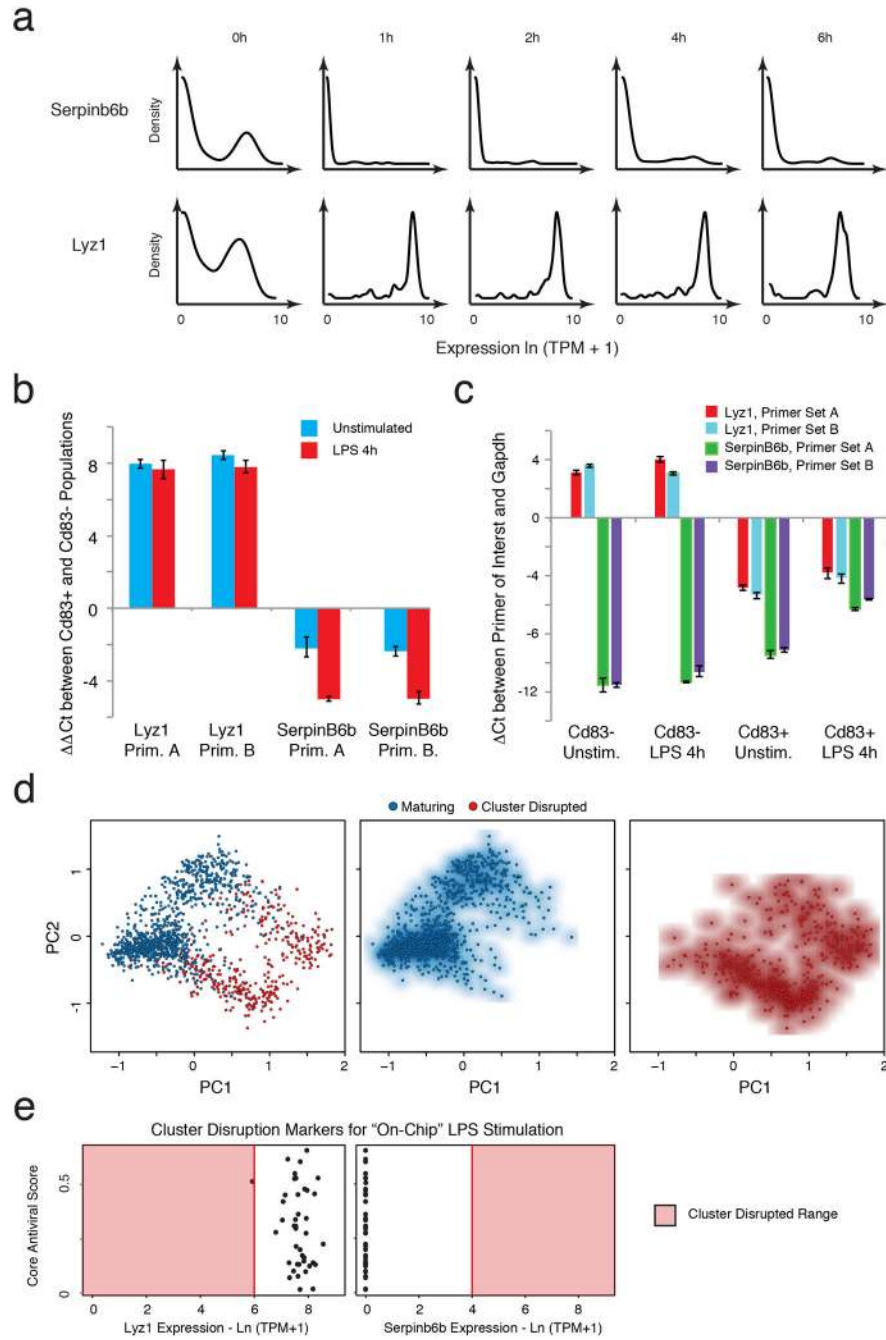 a
0h
1h
2h
4h
6h
Serpinb6b
Density
Lyz1
Density
0
10
0
10
0
10
0
10
0
10
Expression ln (TPM + 1)
b
Unstimulated
LPS 4h
ΔΔCt between Cd83+ and Cd83- Populations
8
4
0
-4
Lyz1 Prim. A
Lyz1 Prim. B
SerpinB6b Prim. A
SerpinB6b Prim. B.
c
Lyz1, Primer Set A
Lyz1, Primer Set B
SerpinB6b, Primer Set A
SerpinB6b, Primer Set B
ΔCt between Primer of Interst and Gapdh
4
0
-4
-6
-12
Cd83- Unstim.
Cd83- LPS 4h
Cd83+ Unstim.
Cd83+ LPS 4h
d
Maturing
Cluster Disrupted
PC2
1
0
-1
-1
0
1
2
PC1
-1
0
1
2
PC1
-1
0
1
2
PC1
e
Cluster Disruption Markers for "On-Chip" LPS Stimulation
Core Antiviral Score
0.5
0
0
2
4
6
8
Lyz1 Expression - Ln (TPM+1)
0
2
4
6
8
Serpinb6b Expression - Ln (TPM+1)
Cluster Disrupted Range